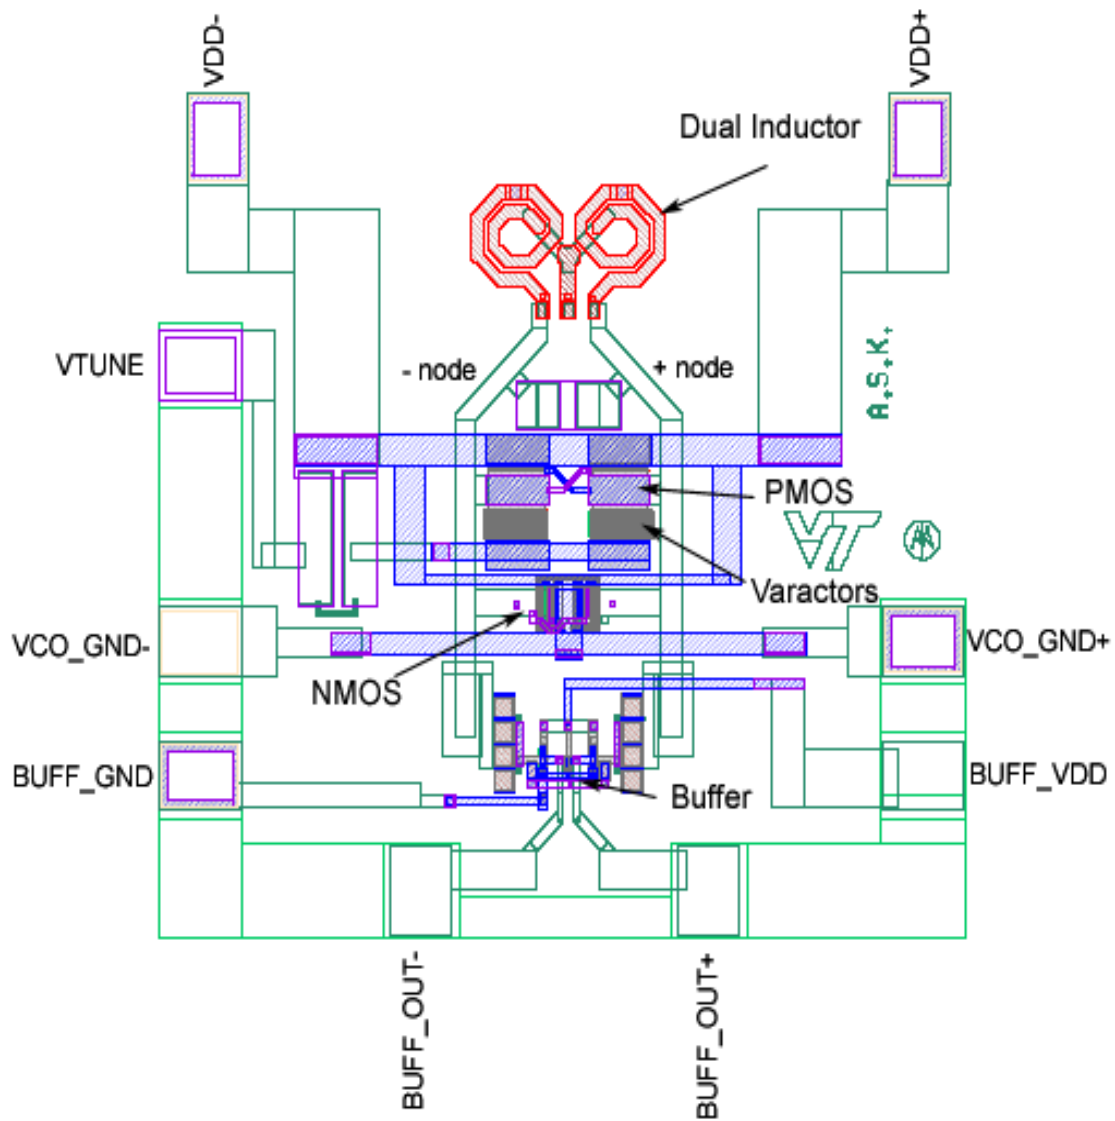 VDD-
VDD+
Dual Inductor
VTUNE
- node
+ node
A.S.K.
PMOS
VT
Varactors
VCO_GND-
VCO_GND+
NMOS
BUFF_GND
BUFF_VDD
Buffer
BUFF_OUT-
BUFF_OUT+